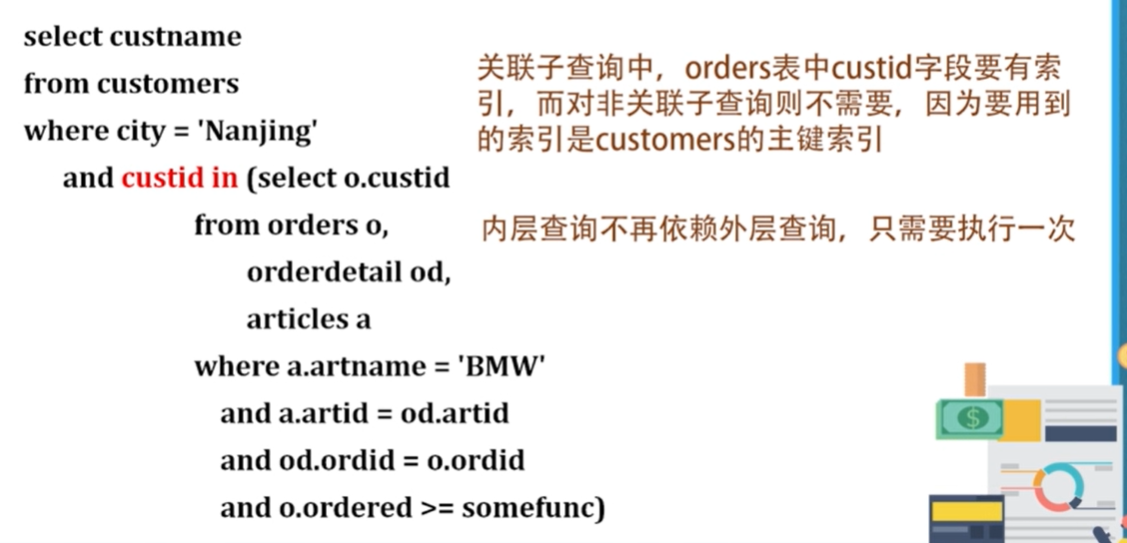 select custname
from customers
where city = 'Nanjing'
and custid in (select o.custid
from orders o,
orderdetail od,
articles a
where a.artname = 'BMW'
and a.artid = od.artid
and od.ordid = o.ordid
and o.ordered >= somefunc)
关联子查询中，orders表中custid字段要有索
引，而对非关联子查询则不需要，因为要用到
的索引是customers的主键索引
内层查询不再依赖外层查询，只需要执行一次
$